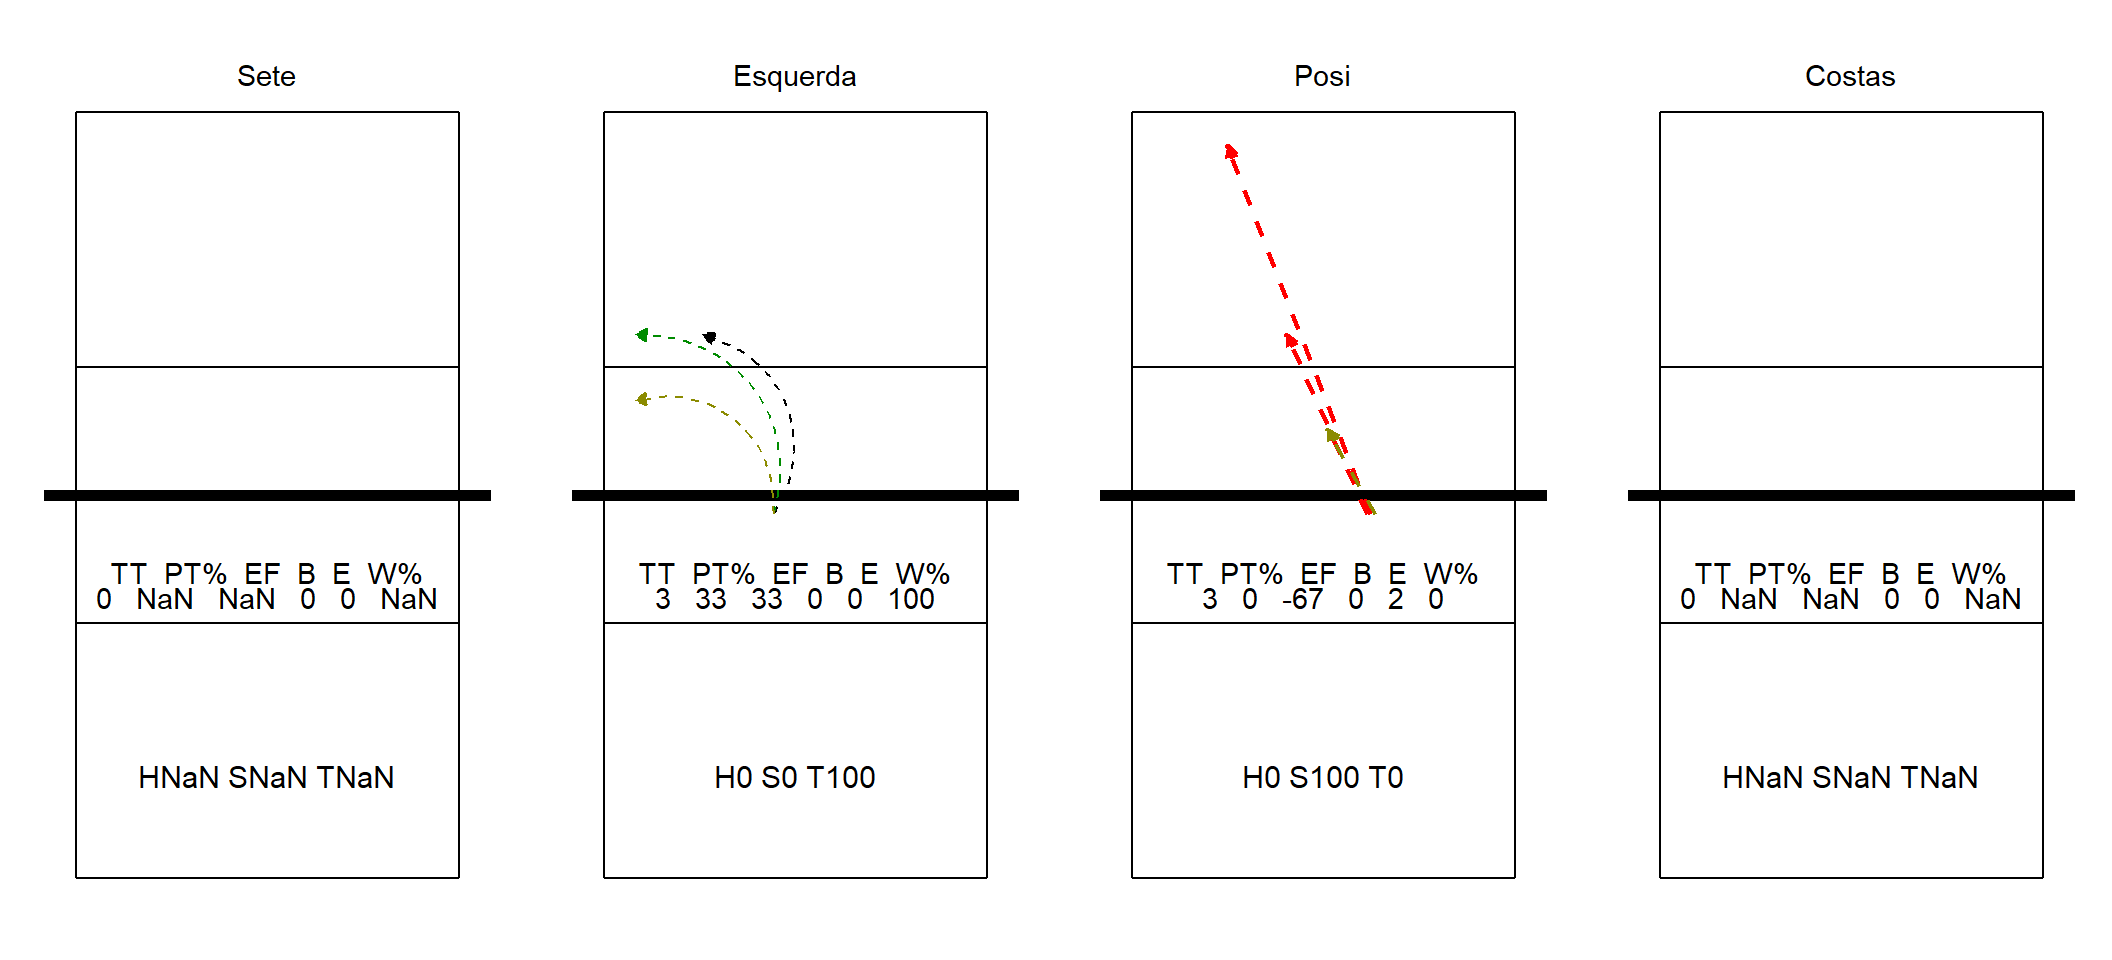 Sete
TT PT% EF B E W%
0 NaN NaN 0 0 NaN
HNaN SNaN TNaN
Esquerda
TT PT% EF B E W%
3 33 33 0 0 100
H0 S0 T100
Posi
TT PT% EF B E W%
3 0 -67 0 2 0
H0 S100 T0
Costas
TT PT% EF B E W%
0 NaN NaN 0 0 NaN
HNaN SNaN TNaN